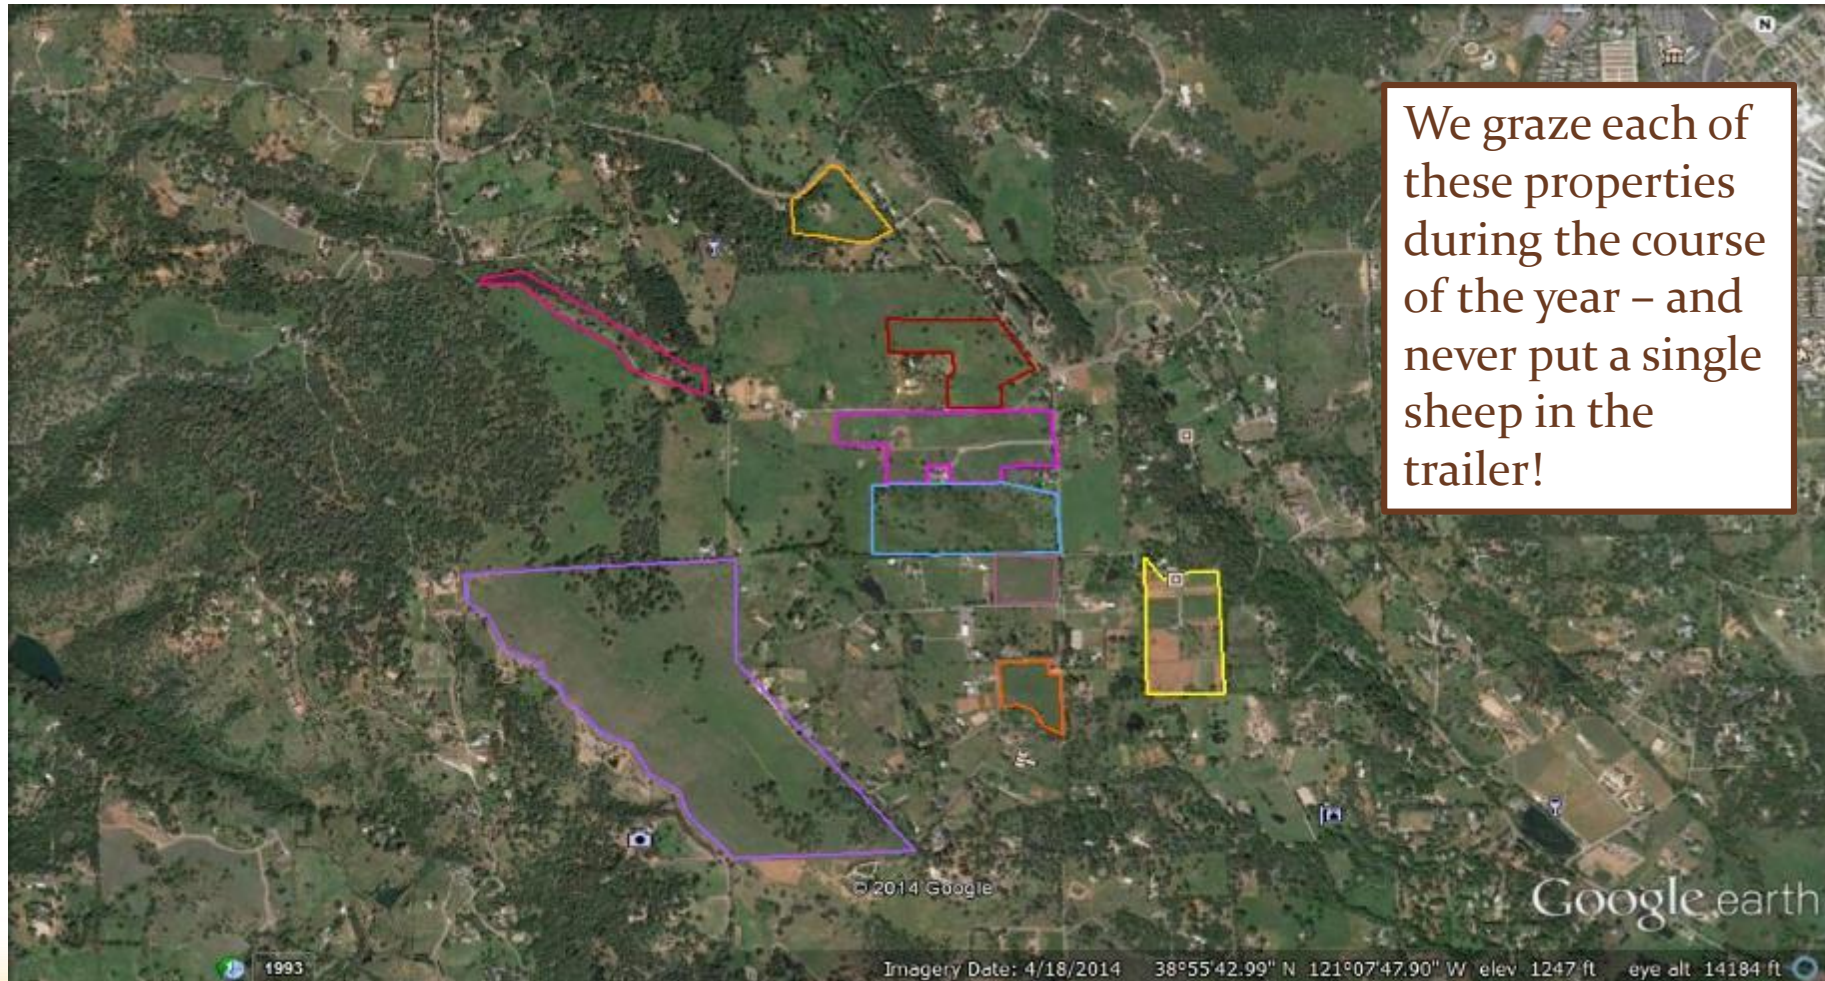 N
We graze each of
these properties
during the course
of the year – and
never put a single
sheep in the
trailer!
© 2014 Google
Google earth
1993
Imagery Date: 4/18/2014 38°55'42.99" N 121°07'47.90" W elev 1247 ft eye alt 14184 ft